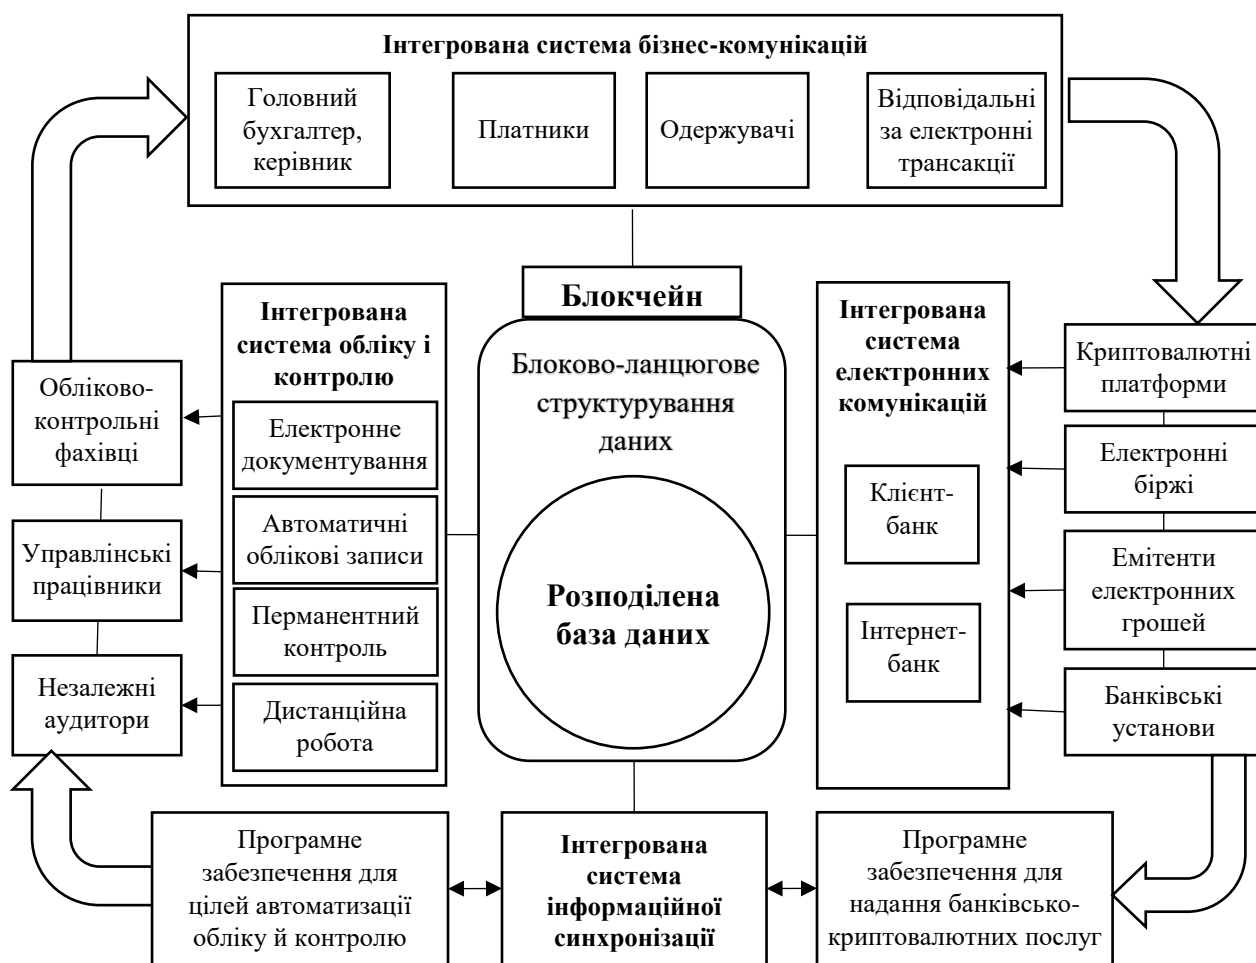 Інтегрована система бізнес-комунікацій
Головний
бухгалтер,
керівник
Платники
Одержувачі
Відповідальні
за електронні
трансакції
Блокчейн
Блоково-ланцюгове
структурування
даних
Розподілена
база даних
Інтегрована
система обліку і
контролю
Електронне
документування
Автоматичні
облікові записи
Перманентний
контроль
Дистанційна
робота
Обліково-
контрольні
фахівці
Управлінські
працівники
Незалежні
аудитори
Інтегрована
система
електронних
комунікацій
Клієнт-
банк
Інтернет-
банк
Криптовалютні
платформи
Електронні
біржі
Емітенти
електронних
грошей
Банківські
установи
Програмне
забезпечення для
цілей автоматизації
обліку й контролю
Інтегрована
система
інформаційної
синхронізації
Програмне
забезпечення для
надання банківсько-
криптовалютних послуг